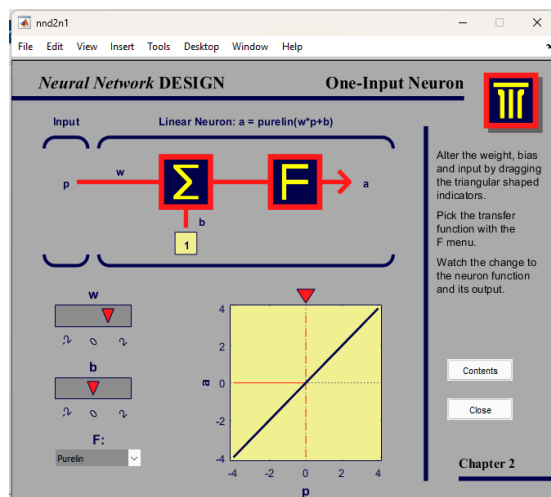 nnd2n1
File Edit View Insert Tools Desktop Window Help
Neural Network DESIGN
One-Input Neuron
Input
Linear Neuron: a = purelin(w*p+b)
p
w
Σ
F
a
b
1
Alter the weight, bias
and input by dragging
the triangular shaped
indicators.
Pick the transfer
function with the
F menu.
Watch the change to
the neuron function
and its output.
w
-2 0 2
b
-2 0 2
F:
Purelin
4
2
0
-2
-4
a
-4 -2 0 2 4
p
Contents
Close
Chapter 2